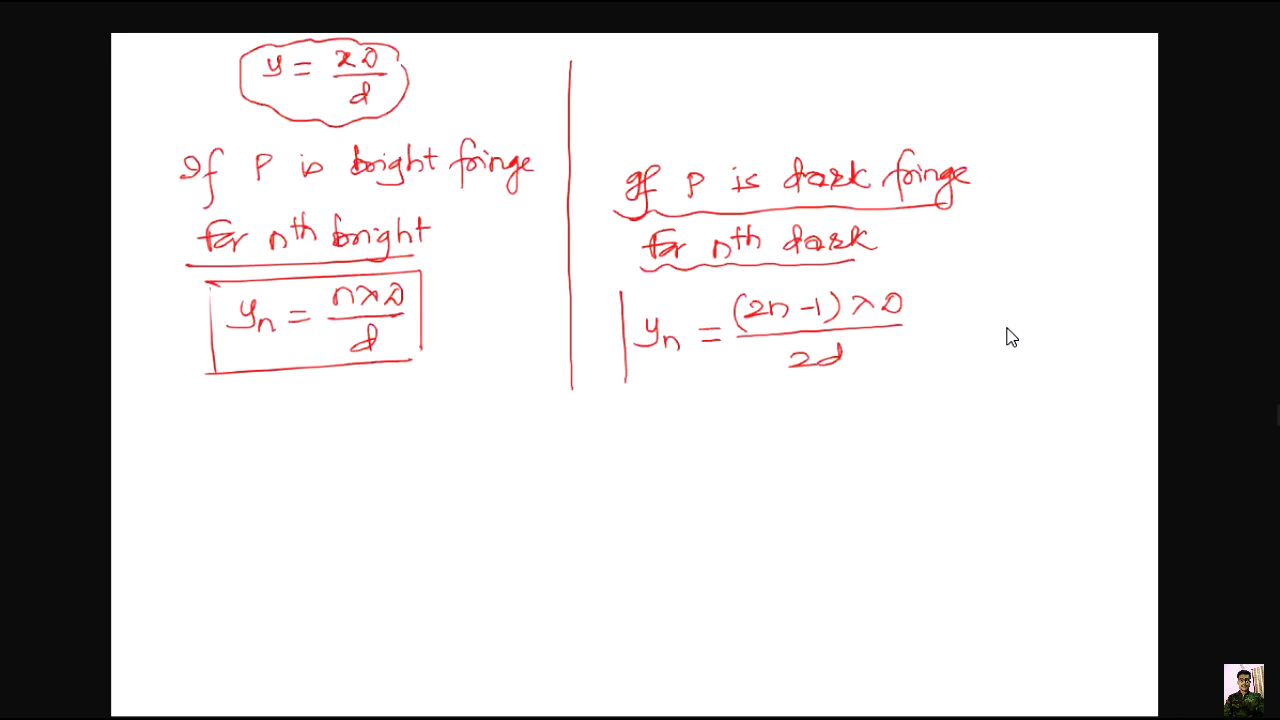 y = xD/d
If P is bright fringe
for nth bright
yn = nλD/d
If P is dark fringe
for nth dark
yn = (2n-1)λD/2d